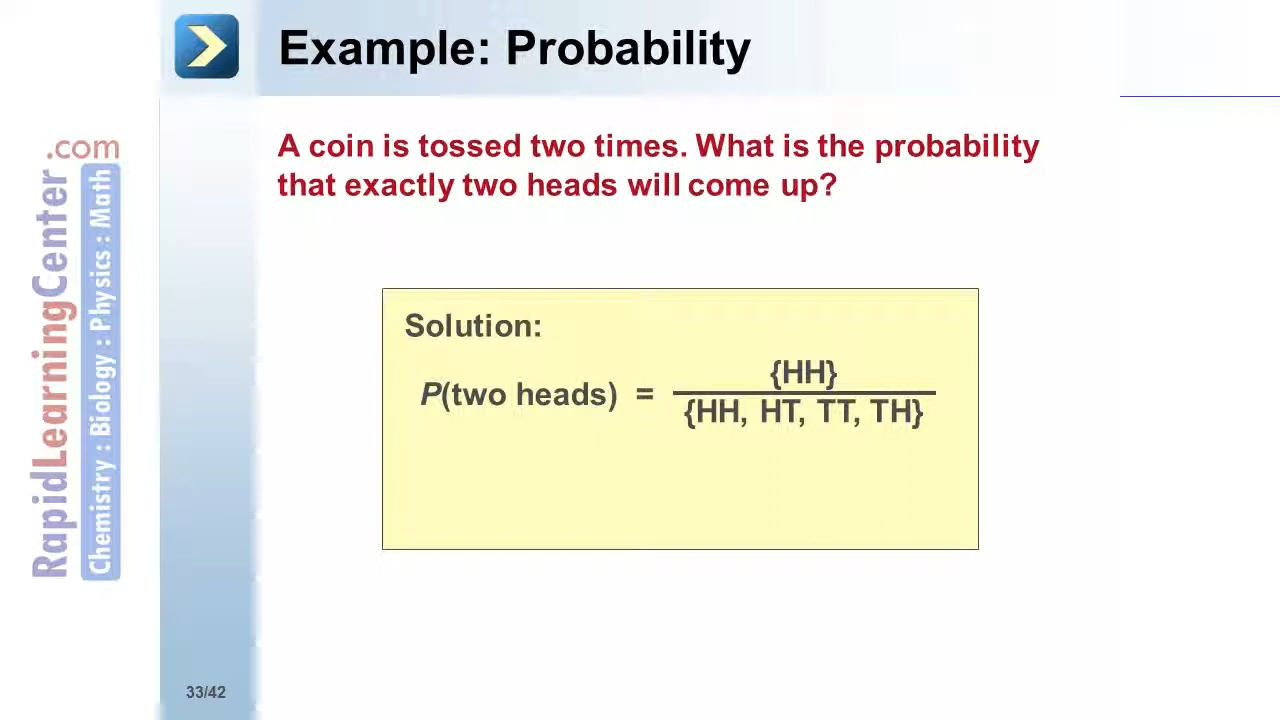 Example: Probability
A coin is tossed two times. What is the probability
that exactly two heads will come up?
Solution:
P(two heads) = {HH}
{HH, HT, TT, TH}
RapidLearningCenter.com
Chemistry : Biology : Physics : Math
33/42